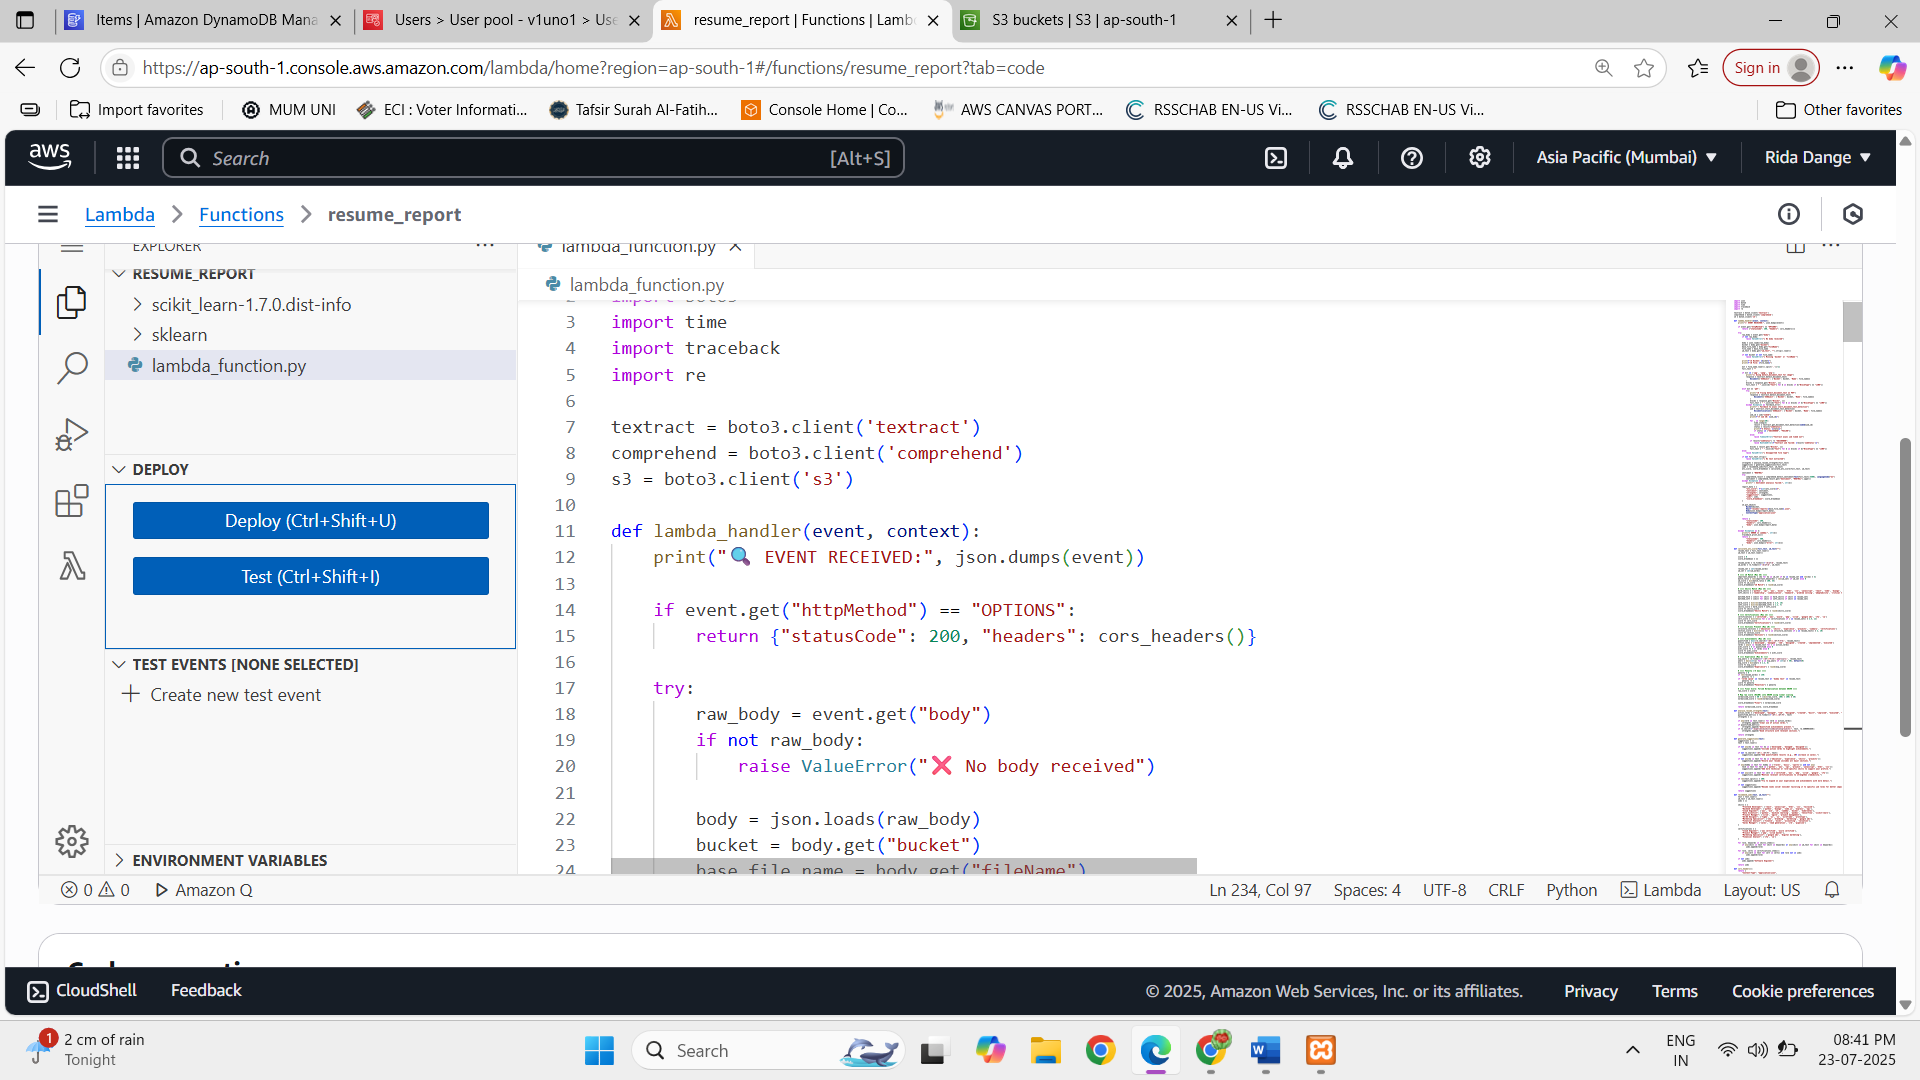 Items | Amazon DynamoDB Mana
Users > User pool - v1uno1 > Use
resume_report | Functions | Lamb
S3 buckets | S3 | ap-south-1
https://ap-south-1.console.aws.amazon.com/lambda/home?region=ap-south-1#/functions/resume_report?tab=code
Sign in
Import favorites
MUM UNI
ECI : Voter Informati...
Tafsir Surah Al-Fatih...
Console Home | Co...
AWS CANVAS PORT...
RSSCHAB EN-US Vi...
RSSCHAB EN-US Vi...
Other favorites
aws
Search
[Alt+S]
Asia Pacific (Mumbai)
Rida Dange
Lambda
Functions
resume_report
EXPLORER
lambda_function.py
RESUME_REPORT
scikit_learn-1.7.0.dist-info
sklearn
lambda_function.py
DEPLOY
Deploy (Ctrl+Shift+U)
Test (Ctrl+Shift+I)
TEST EVENTS [NONE SELECTED]
Create new test event
ENVIRONMENT VARIABLES
lambda_function.py
2 import boto3
3 import time
4 import traceback
5 import re
6
7 textract = boto3.client('textract')
8 comprehend = boto3.client('comprehend')
9 s3 = boto3.client('s3')
10
11 def lambda_handler(event, context):
12 print("🔍 EVENT RECEIVED:", json.dumps(event))
13
14 if event.get("httpMethod") == "OPTIONS":
15 return {"statusCode": 200, "headers": cors_headers()}
16
17 try:
18 raw_body = event.get("body")
19 if not raw_body:
20 raise ValueError("❌ No body received")
21
22 body = json.loads(raw_body)
23 bucket = body.get("bucket")
24 base_file_name = body.get("fileName")
0 0
Amazon Q
Ln 234, Col 97
Spaces: 4
UTF-8
CRLF
Python
Lambda
Layout: US
CloudShell
Feedback
© 2025, Amazon Web Services, Inc. or its affiliates.
Privacy
Terms
Cookie preferences
1
2 cm of rain
Tonight
Search
ENG
IN
08:41 PM
23-07-2025